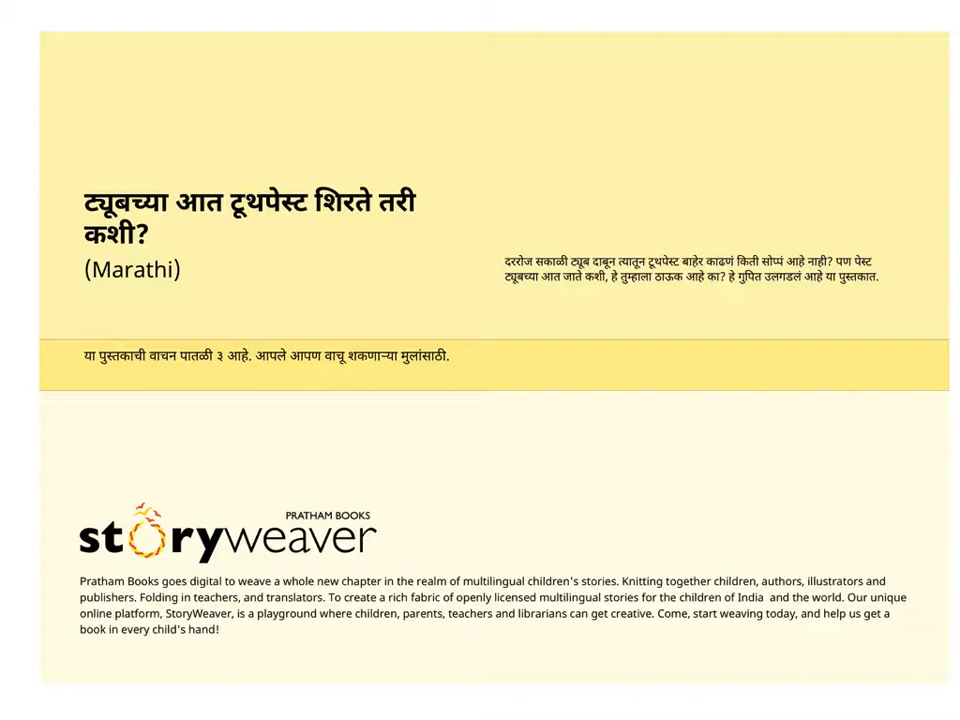 ट्यूबच्या आत टूथपेस्ट शिरते तरी
कशी?
(Marathi)
दररोज सकाळी ट्यूब दाबून त्यातून टूथपेस्ट बाहेर काढणं किती सोप्पं आहे नाही? पण पेस्ट
ट्यूबच्या आत जाते कशी, हे तुम्हाला ठाऊक आहे का? हे गुपित उलगडलं आहे या पुस्तकात.
या पुस्तकाची वाचन पातळी ३ आहे. आपले आपण वाचू शकणाऱ्या मुलांसाठी.
PRATHAM BOOKS
storyweaver
Pratham Books goes digital to weave a whole new chapter in the realm of multilingual children's stories. Knitting together children, authors, illustrators and
publishers. Folding in teachers, and translators. To create a rich fabric of openly licensed multilingual stories for the children of India and the world. Our unique
online platform, StoryWeaver, is a playground where children, parents, teachers and librarians can get creative. Come, start weaving today, and help us get a
book in every child's hand!